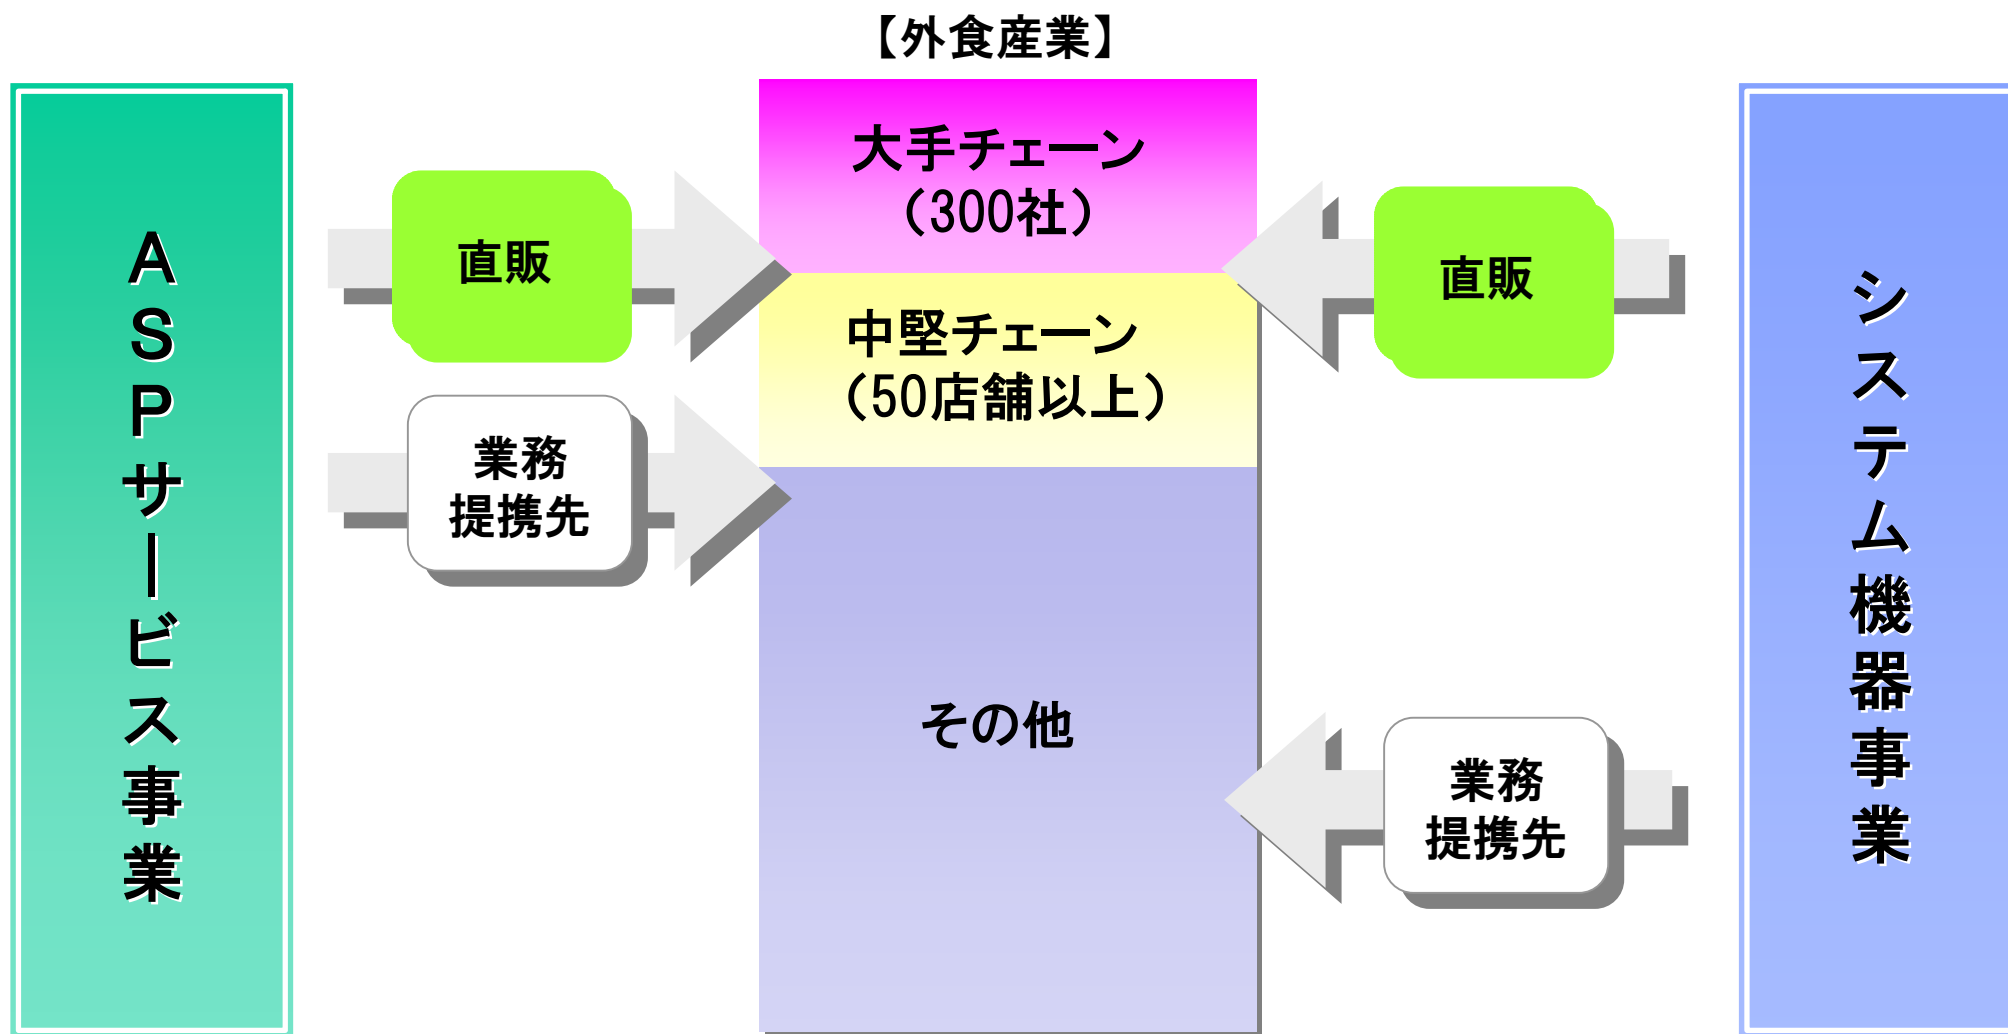 【外食産業】
ASPサービス事業
直販
業務
提携先
大手チェーン
（300社）
中堅チェーン
（50店舗以上）
その他
直販
業務
提携先
システム機器事業